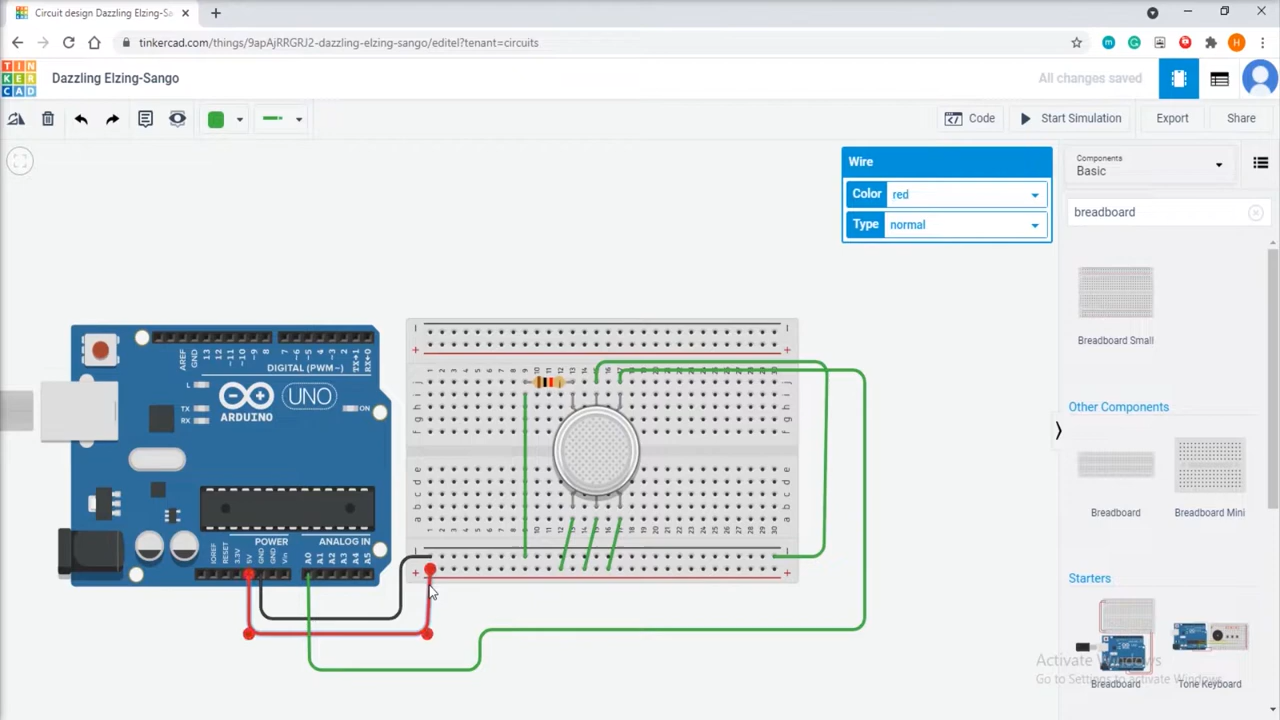 Circuit design Dazzling Elzing-Sa
tinkercad.com/things/9apAjRRGRJ2-dazzling-elzing-sango/editel?tenant=circuits
m
H
TIN
KER
CAD
Dazzling Elzing-Sango
All changes saved
Code
Start Simulation
Export
Share
Wire
Color
red
Type
normal
Components
Basic
breadboard
Breadboard Small
Other Components
Breadboard
Breadboard Mini
Starters
Breadboard
Tone Keyboard
AREF
GND
13
12
~11
~10
~9
8
7
~6
~5
4
~3
2
TX→1
RX←0
DIGITAL (PWM~)
L
TX
RX
UNO
ARDUINO
ON
POWER
ANALOG IN
IOREF
RESET
3.3V
5V
GND
GND
Vin
A0
A1
A2
A3
A4
A5
Activate Windows
Go to Settings to activate Windows.